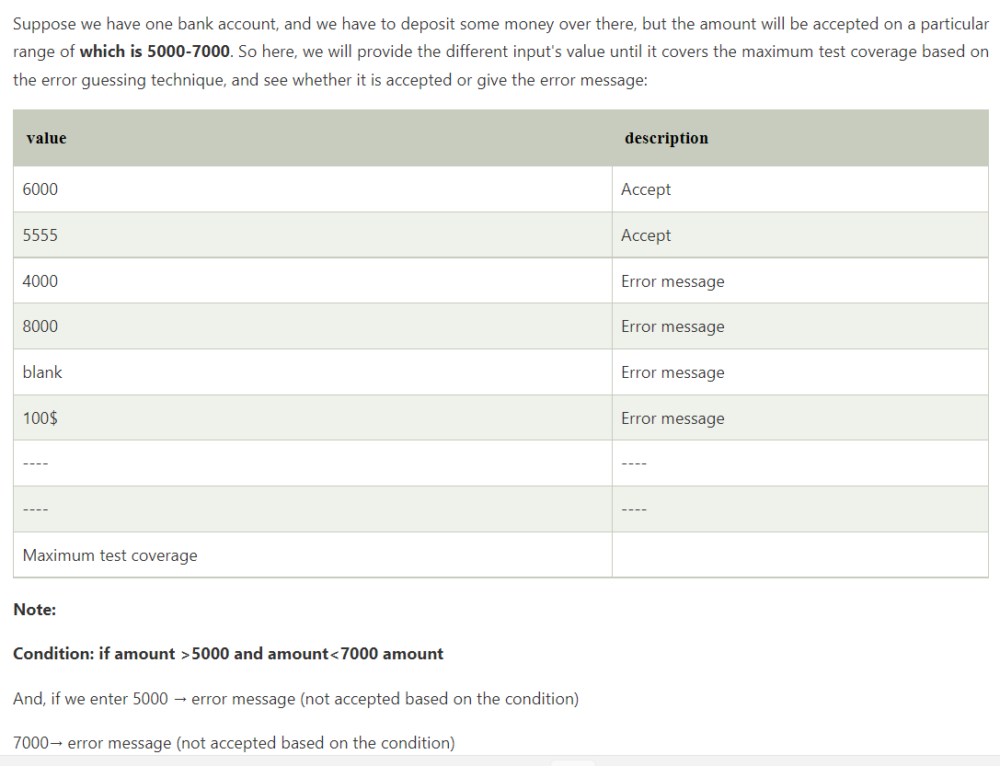 Suppose we have one bank account, and we have to deposit some money over there, but the amount will be accepted on a particular
range of which is 5000-7000. So here, we will provide the different input's value until it covers the maximum test coverage based on
the error guessing technique, and see whether it is accepted or give the error message:
value description
6000 Accept
5555 Accept
4000 Error message
8000 Error message
blank Error message
100$ Error message
---- ----
---- ----
Maximum test coverage
Note:
Condition: if amount >5000 and amount<7000 amount
And, if we enter 5000 → error message (not accepted based on the condition)
7000→ error message (not accepted based on the condition)